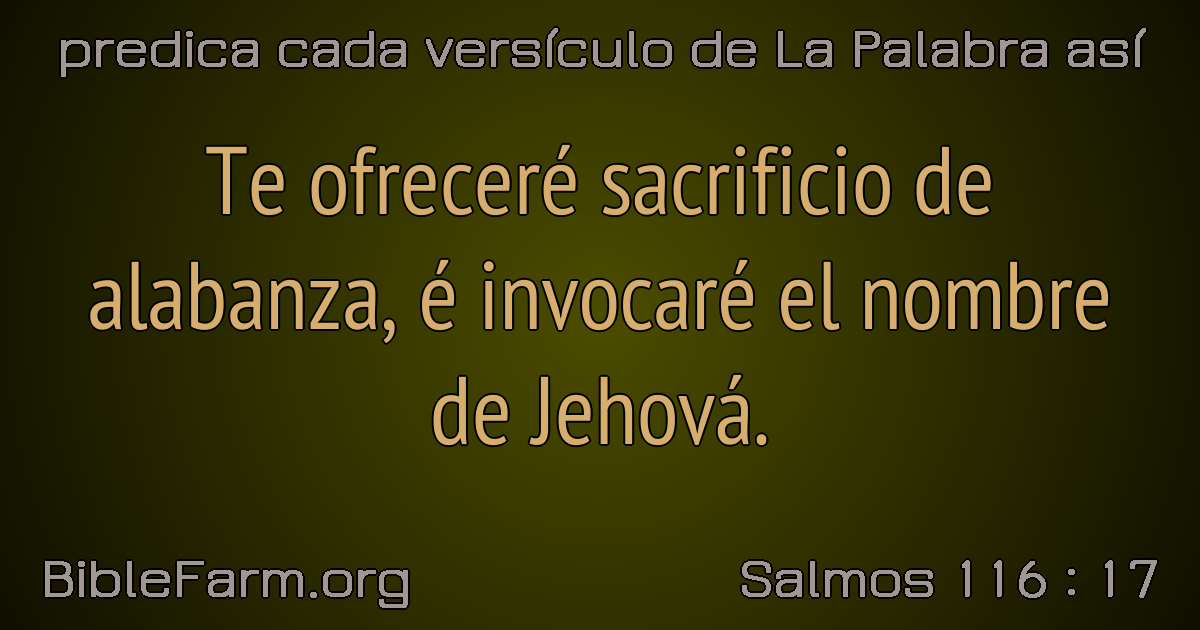 predica cada versículo de La Palabra así
Te ofreceré sacrificio de
alabanza, é invocaré el nombre
de Jehová.
BibleFarm.org
Salmos 116 : 17